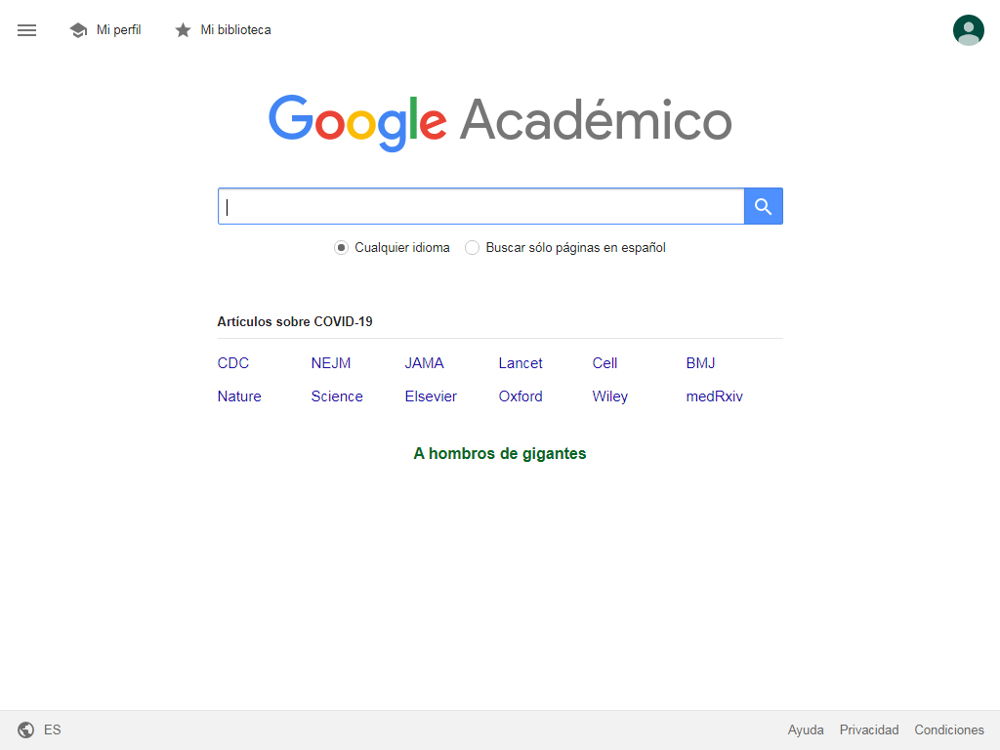 Mi perfil
Mi biblioteca
Google Académico
Cualquier idioma
Buscar sólo páginas en español
Artículos sobre COVID-19
CDC NEJM JAMA Lancet Cell BMJ
Nature Science Elsevier Oxford Wiley medRxiv
A hombros de gigantes
ES
Ayuda Privacidad Condiciones